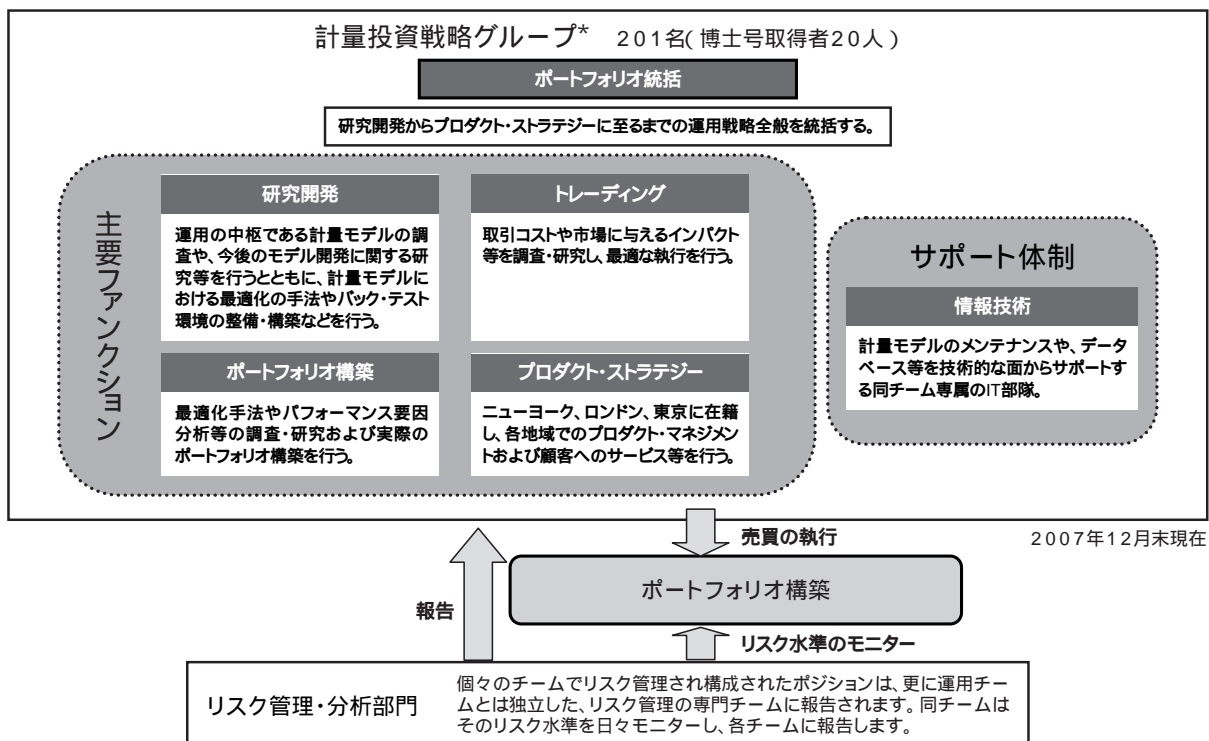 計量投資戦略グループ* 201名(博士号取得者20人)
ポートフォリオ統括
研究開発からプロダクト・ストラテジーに至るまでの運用戦略全般を統括する。
主要ファンクション
研究開発
運用の中枢である計量モデルの調
査や、今後のモデル開発に関する研
究等を行うとともに、計量モデルに
おける最適化の手法やバック・テスト
環境の整備・構築などを行う。
トレーディング
取引コストや市場に与えるインパクト
等を調査・研究し、最適な執行を行う。
ポートフォリオ構築
最適化手法やパフォーマンス要因
分析等の調査・研究および実際の
ポートフォリオ構築を行う。
プロダクト・ストラテジー
ニューヨーク、ロンドン、東京に在籍
し、各地域でのプロダクト・マネジメン
トおよび顧客へのサービス等を行う。
サポート体制
情報技術
計量モデルのメンテナンスや、データ
ベース等を技術的な面からサポートす
る同チーム専属のIT部隊。
売買の執行
2007年12月末現在
ポートフォリオ構築
報告
リスク水準のモニター
リスク管理・分析部門
個々のチームでリスク管理され構成されたポジションは、更に運用チー
ムとは独立した、リスク管理の専門チームに報告されます。同チームは
そのリスク水準を日々モニターし、各チームに報告します。